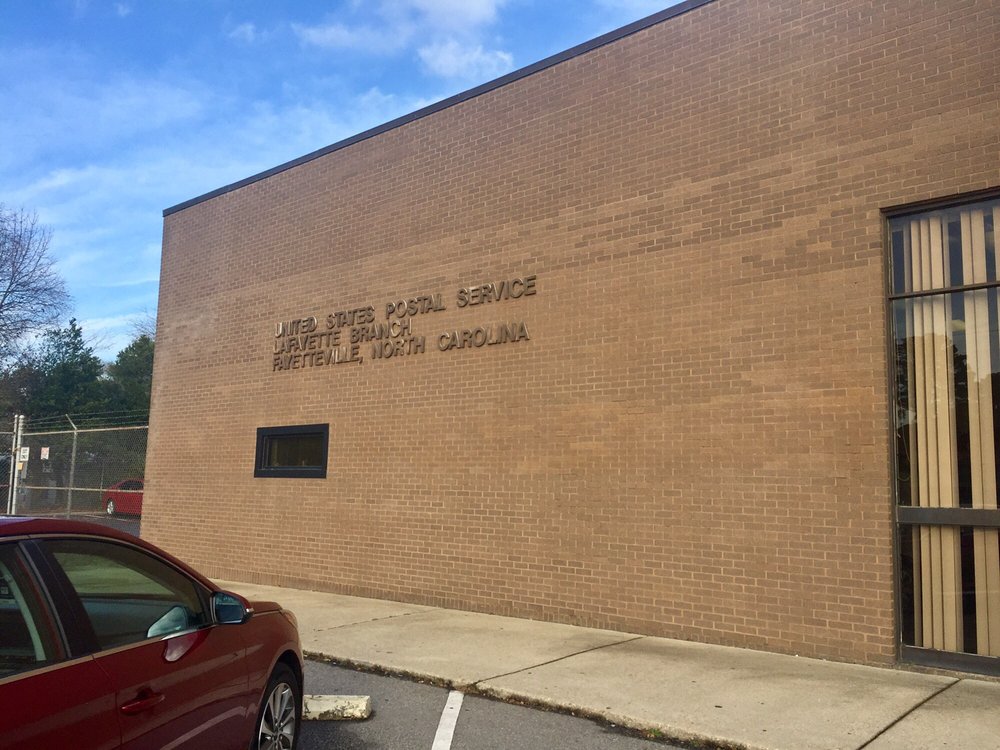 UNITED STATES POSTAL SERVICE
LAFAYETTE BRANCH
FAYETTEVILLE, NORTH CAROLINA